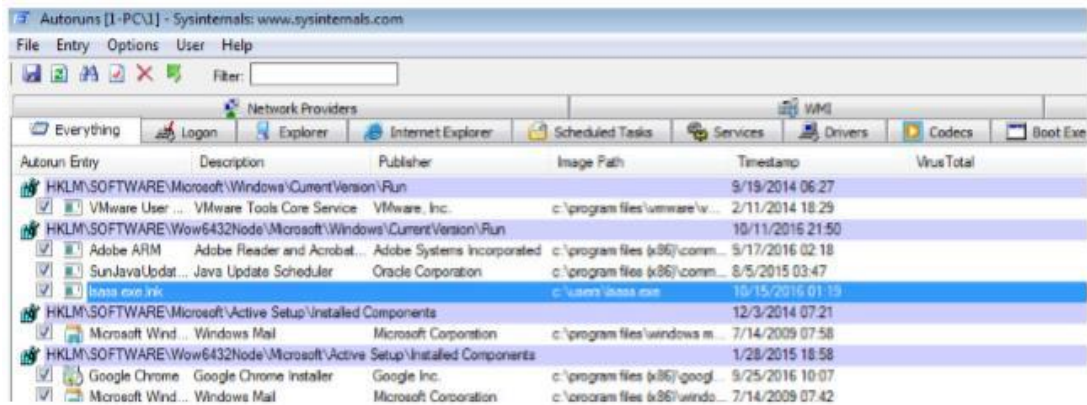 Autoruns [1-PC\1] - Sysinternals: www.sysinternals.com
File Entry Options User Help
Filter:
Network Providers WMI
Everything Logon Explorer Internet Explorer Scheduled Tasks Services Drivers Codecs Boot Exe
Autorun Entry Description Publisher Image Path Timestamp VirusTotal
HKLM\SOFTWARE\Microsoft\Windows\CurrentVersion\Run 9/19/2014 06:27
VMware User ... VMware Tools Core Service VMware, Inc. c:\program files\vmware\v... 2/11/2014 18:29
HKLM\SOFTWARE\Wow6432Node\Microsoft\Windows\CurrentVersion\Run 10/11/2016 21:50
Adobe ARM Adobe Reader and Acrobat... Adobe Systems Incorporated c:\program files (x86)\comm... 5/17/2016 02:18
SunJavaUpdat... Java Update Scheduler Oracle Corporation c:\program files (x86)\comm... 8/5/2015 03:47
lsass.exe.lnk c:\users\lsass.exe 10/15/2016 01:19
HKLM\SOFTWARE\Microsoft\Active Setup\Installed Components 12/3/2014 07:21
Microsoft Wind... Windows Mail Microsoft Corporation c:\program files\windows m... 7/14/2009 07:58
HKLM\SOFTWARE\Wow6432Node\Microsoft\Active Setup\Installed Components 1/28/2015 18:58
Google Chrome Google Chrome Installer Google Inc. c:\program files (x86)\googl... 9/25/2016 10:07
Microsoft Wind... Windows Mail Microsoft Corporation c:\program files (x86)\windo... 7/14/2009 07:42